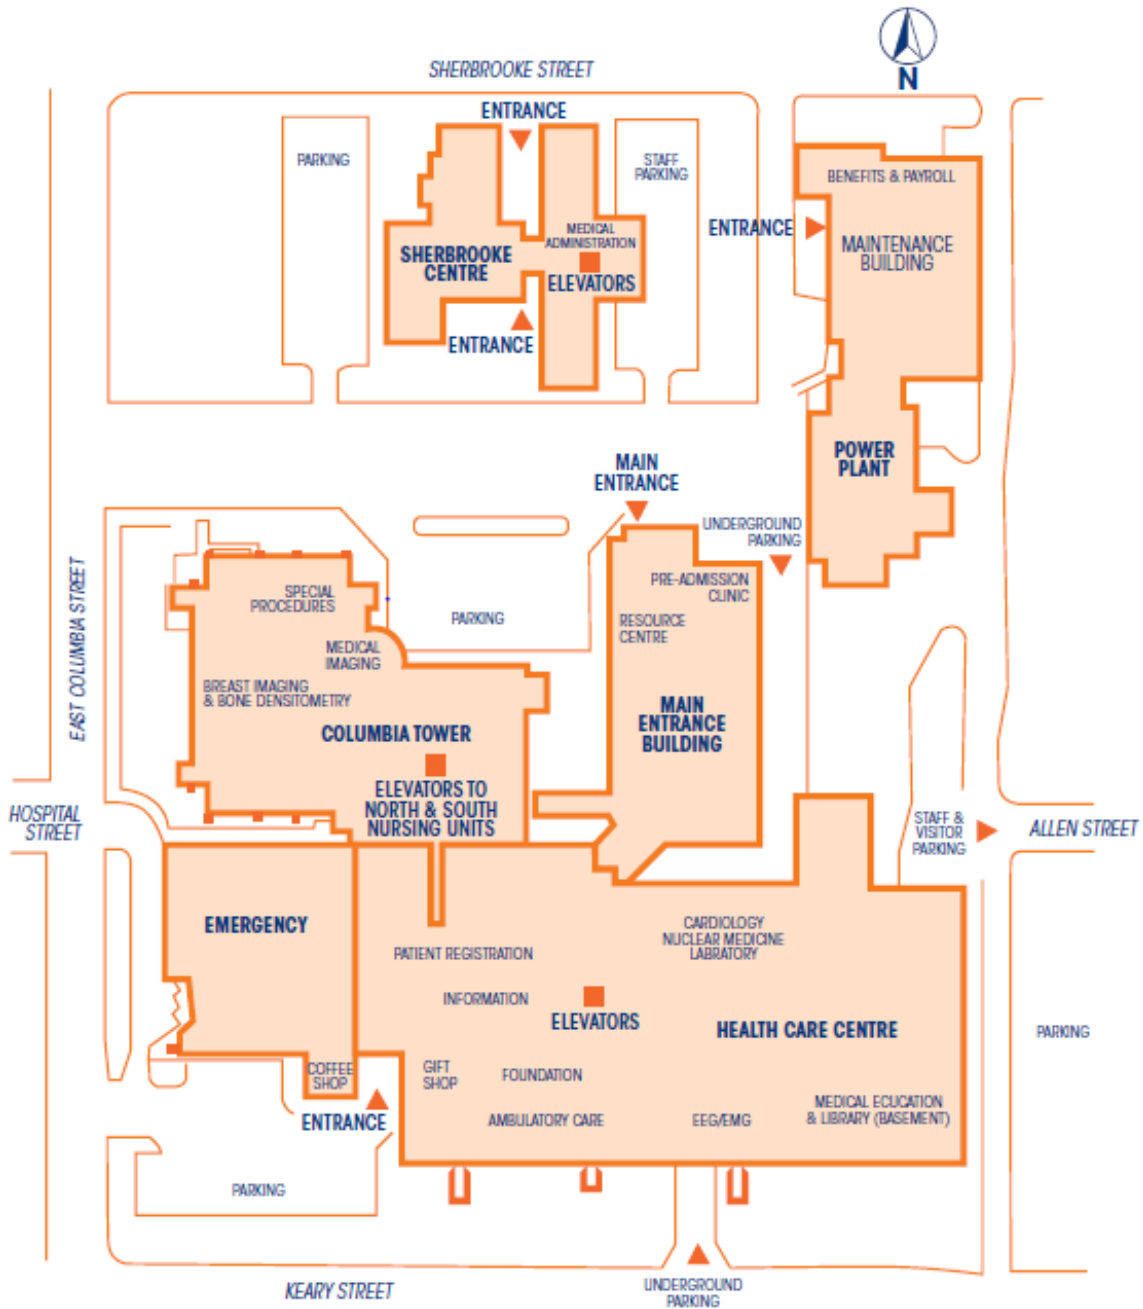 N
SHERBROOKE STREET
ENTRANCE
PARKING
STAFF
PARKING
BENEFITS & PAYROLL
ENTRANCE
MEDICAL
ADMINISTRATION
MAINTENANCE
BUILDING
SHERBROOKE
CENTRE
ELEVATORS
ENTRANCE
POWER
PLANT
MAIN
ENTRANCE
UNDERGROUND
PARKING
EAST COLUMBIA STREET
SPECIAL
PROCEDURES
PRE-ADMISSION
CLINIC
PARKING
RESOURCE
CENTRE
MEDICAL
IMAGING
BREAST IMAGING
& BONE DENSITOMETRY
COLUMBIA TOWER
MAIN
ENTRANCE
BUILDING
ELEVATORS TO
NORTH & SOUTH
NURSING UNITS
HOSPITAL
STREET
STAFF &
VISITOR
PARKING
ALLEN STREET
EMERGENCY
PATIENT REGISTRATION
CARDIOLOGY
NUCLEAR MEDICINE
LABRATORY
INFORMATION
ELEVATORS
HEALTH CARE CENTRE
PARKING
COFFEE
SHOP
GIFT
SHOP
FOUNDATION
ENTRANCE
AMBULATORY CARE
EEG/EMG
MEDICAL ECUCATION
& LIBRARY (BASEMENT)
PARKING
KEARY STREET
UNDERGROUND
PARKING